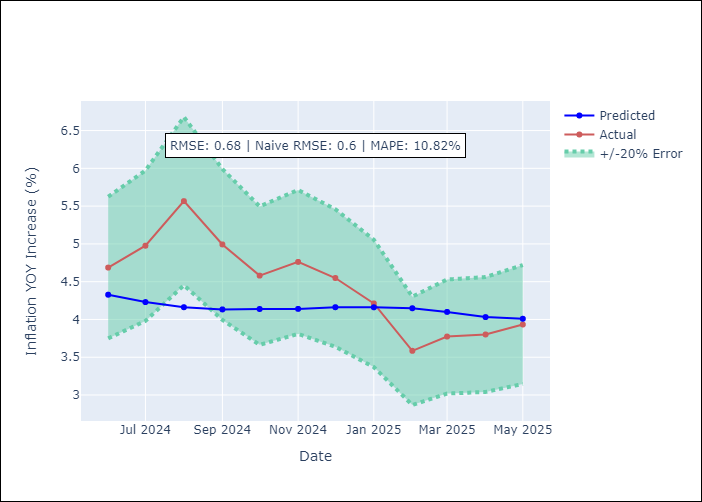 Predicted
Actual
+/-20% Error
RMSE: 0.68 | Naive RMSE: 0.6 | MAPE: 10.82%
6.5
6
5.5
5
4.5
4
3.5
3
Inflation YOY Increase (%)
Jul 2024 Sep 2024 Nov 2024 Jan 2025 Mar 2025 May 2025
Date